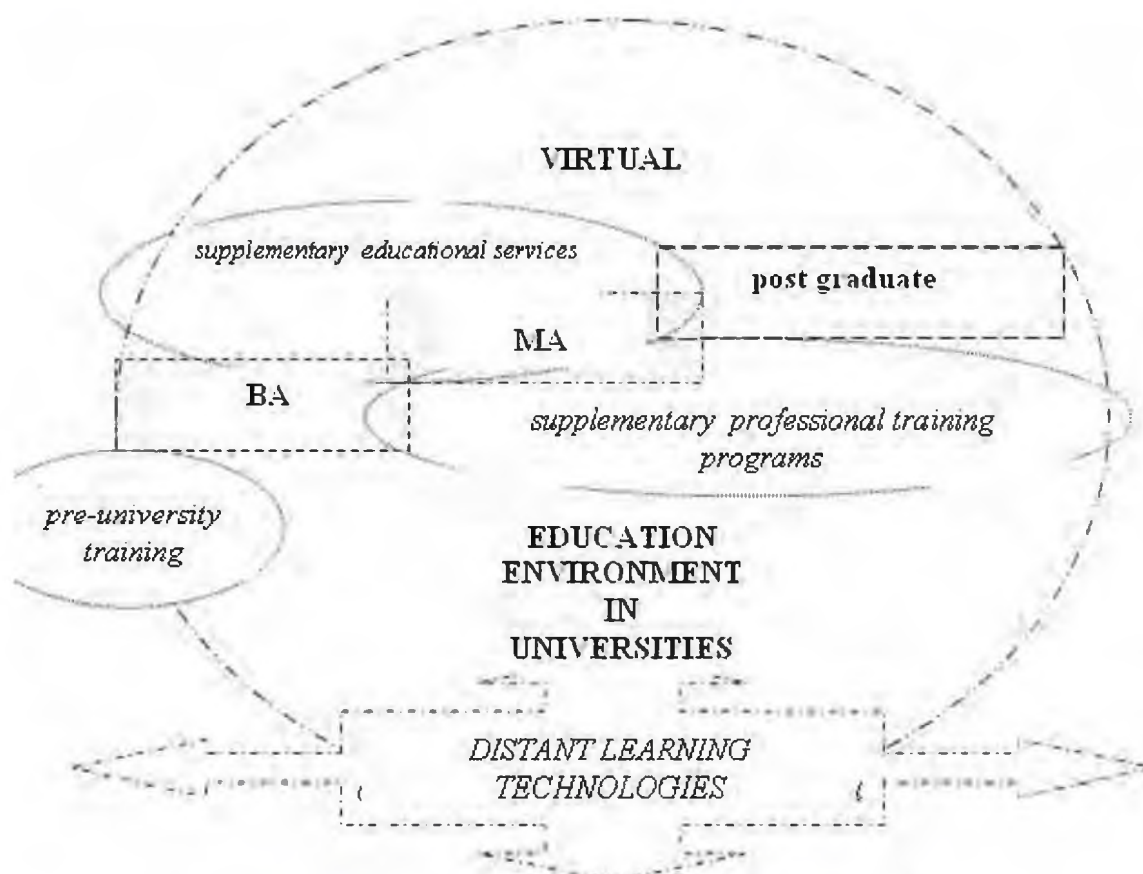 VIRTUAL
supplementary educational services
post graduate
MA
BA
supplementary professional training
programs
pre-university
training
EDUCATION
ENVIRONMENT
IN
UNIVERSITIES
DISTANT LEARNING
TECHNOLOGIES